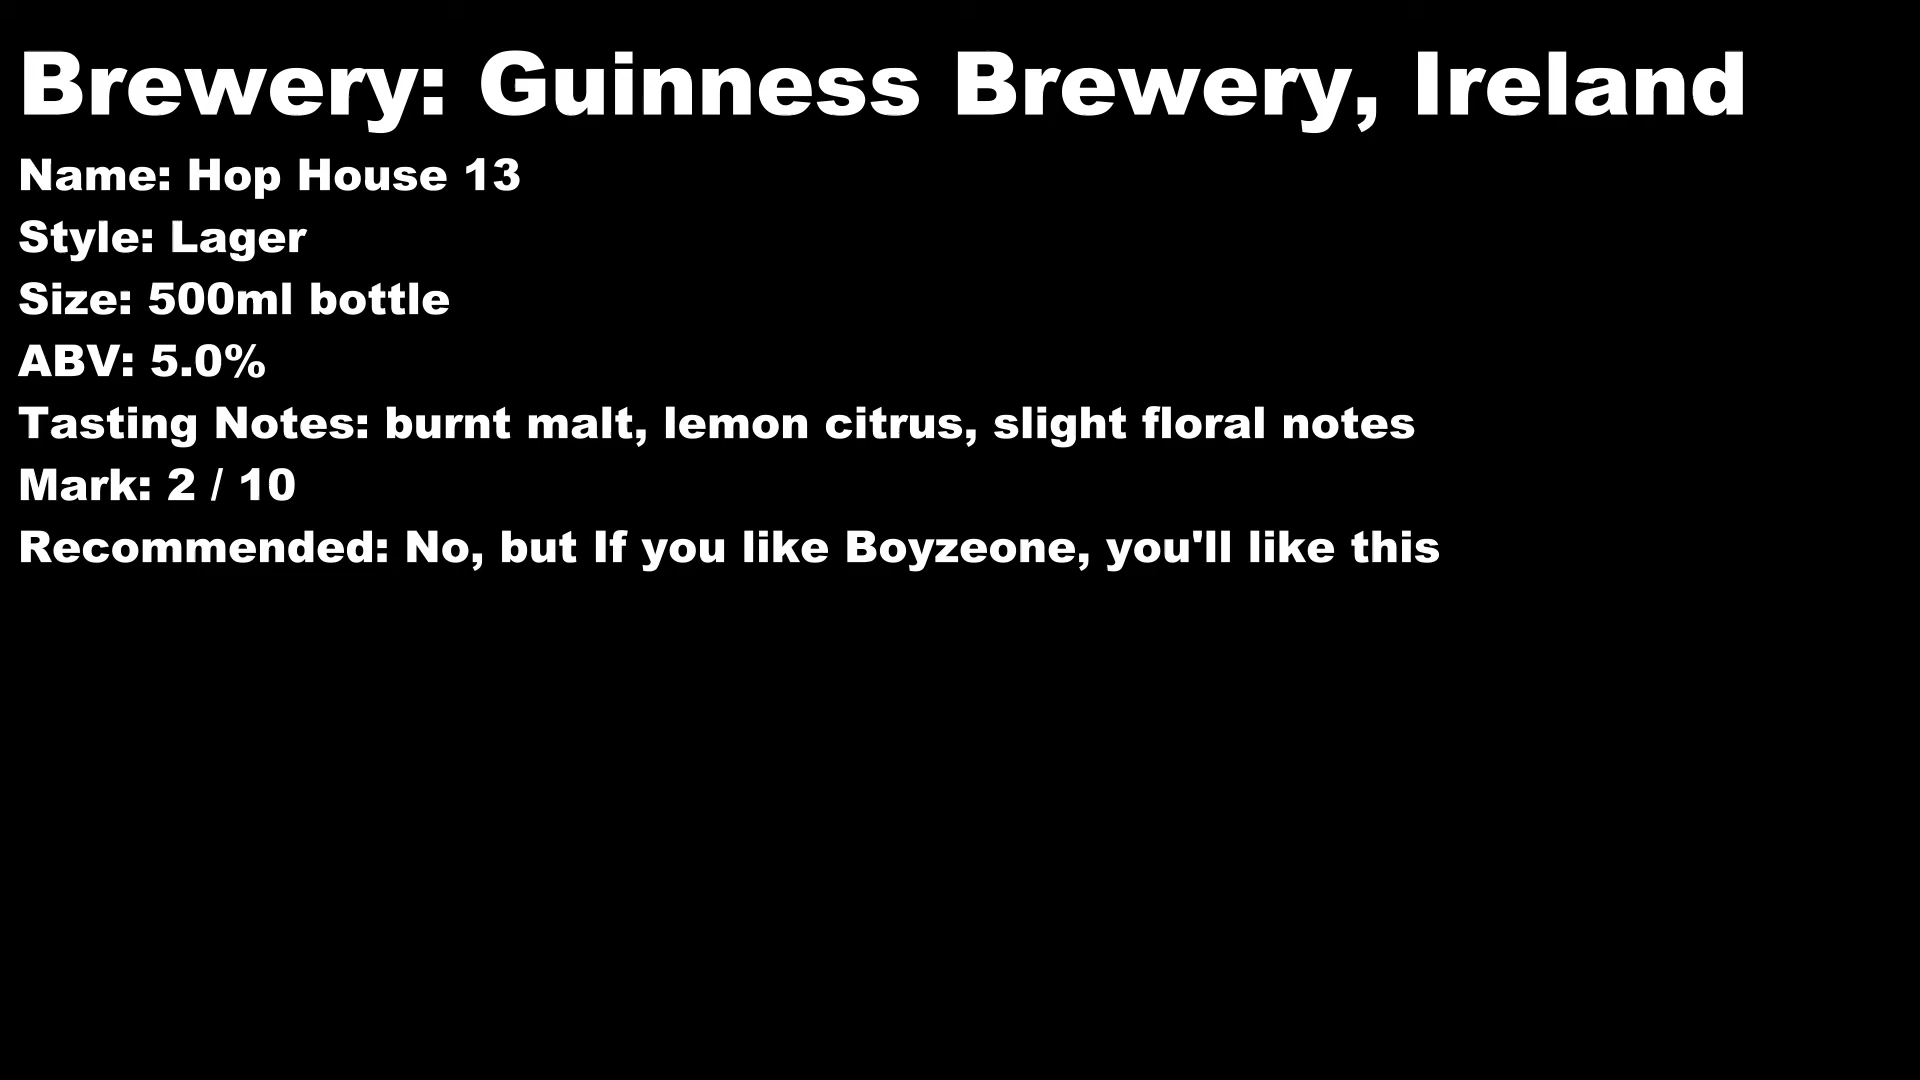 Brewery: Guinness Brewery, Ireland
Name: Hop House 13
Style: Lager
Size: 500ml bottle
ABV: 5.0%
Tasting Notes: burnt malt, lemon citrus, slight floral notes
Mark: 2 / 10
Recommended: No, but If you like Boyzeone, you'll like this